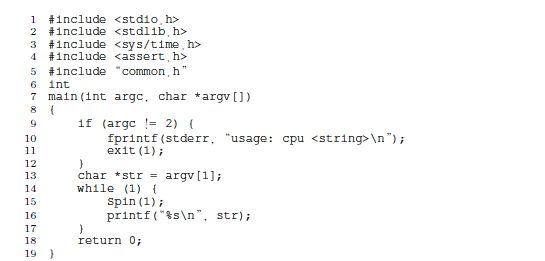 1 #include <stdio.h>
2 #include <stdlib.h>
3 #include <sys/time.h>
4 #include <assert.h>
5 #include "common.h"
6 int
7 main(int argc, char *argv[])
8 {
9     if (argc != 2) {
10         fprintf(stderr, "usage: cpu <string>\n");
11         exit(1);
12     }
13     char *str = argv[1];
14     while (1) {
15         Spin(1);
16         printf("%s\n", str);
17     }
18     return 0;
19 }